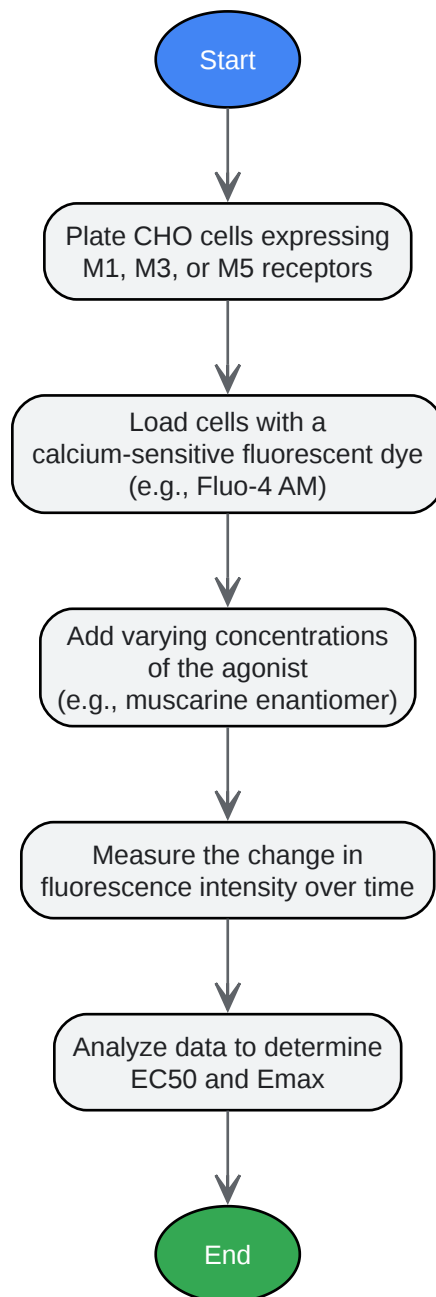 Start
Plate CHO cells expressing
M1, M3, or M5 receptors
Load cells with a
calcium-sensitive fluorescent dye
(e.g., Fluo-4 AM)
Add varying concentrations
of the agonist
(e.g., muscarine enantiomer)
Measure the change in
fluorescence intensity over time
Analyze data to determine
EC50 and Emax
End